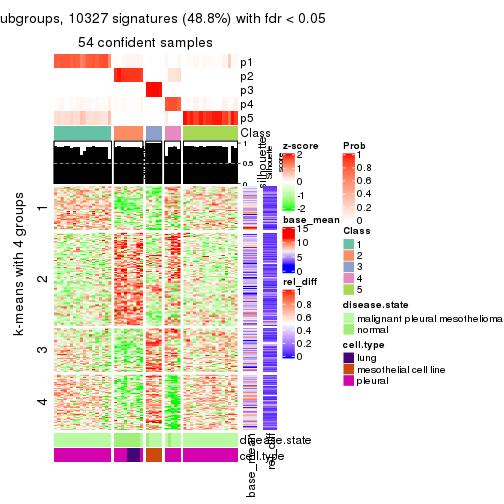 ubgroups, 10327 signatures (48.8%) with fdr < 0.05
54 confident samples
p1
p2
p3
p4
p5
Class
1
0.5
0
silhouette
Silhouette
score
k-means with 4 groups
1
2
3
4
disease.state
cell.type
base_mean
rel_diff
z-score
2
1
0
-1
-2
base_mean
15
10
5
0
rel_diff
1
0.8
0.6
0.4
0.2
0
Prob
1
0.8
0.6
0.4
0.2
0
Class
1
2
3
4
5
disease.state
malignant pleural mesothelioma
normal
cell.type
lung
mesothelial cell line
pleural